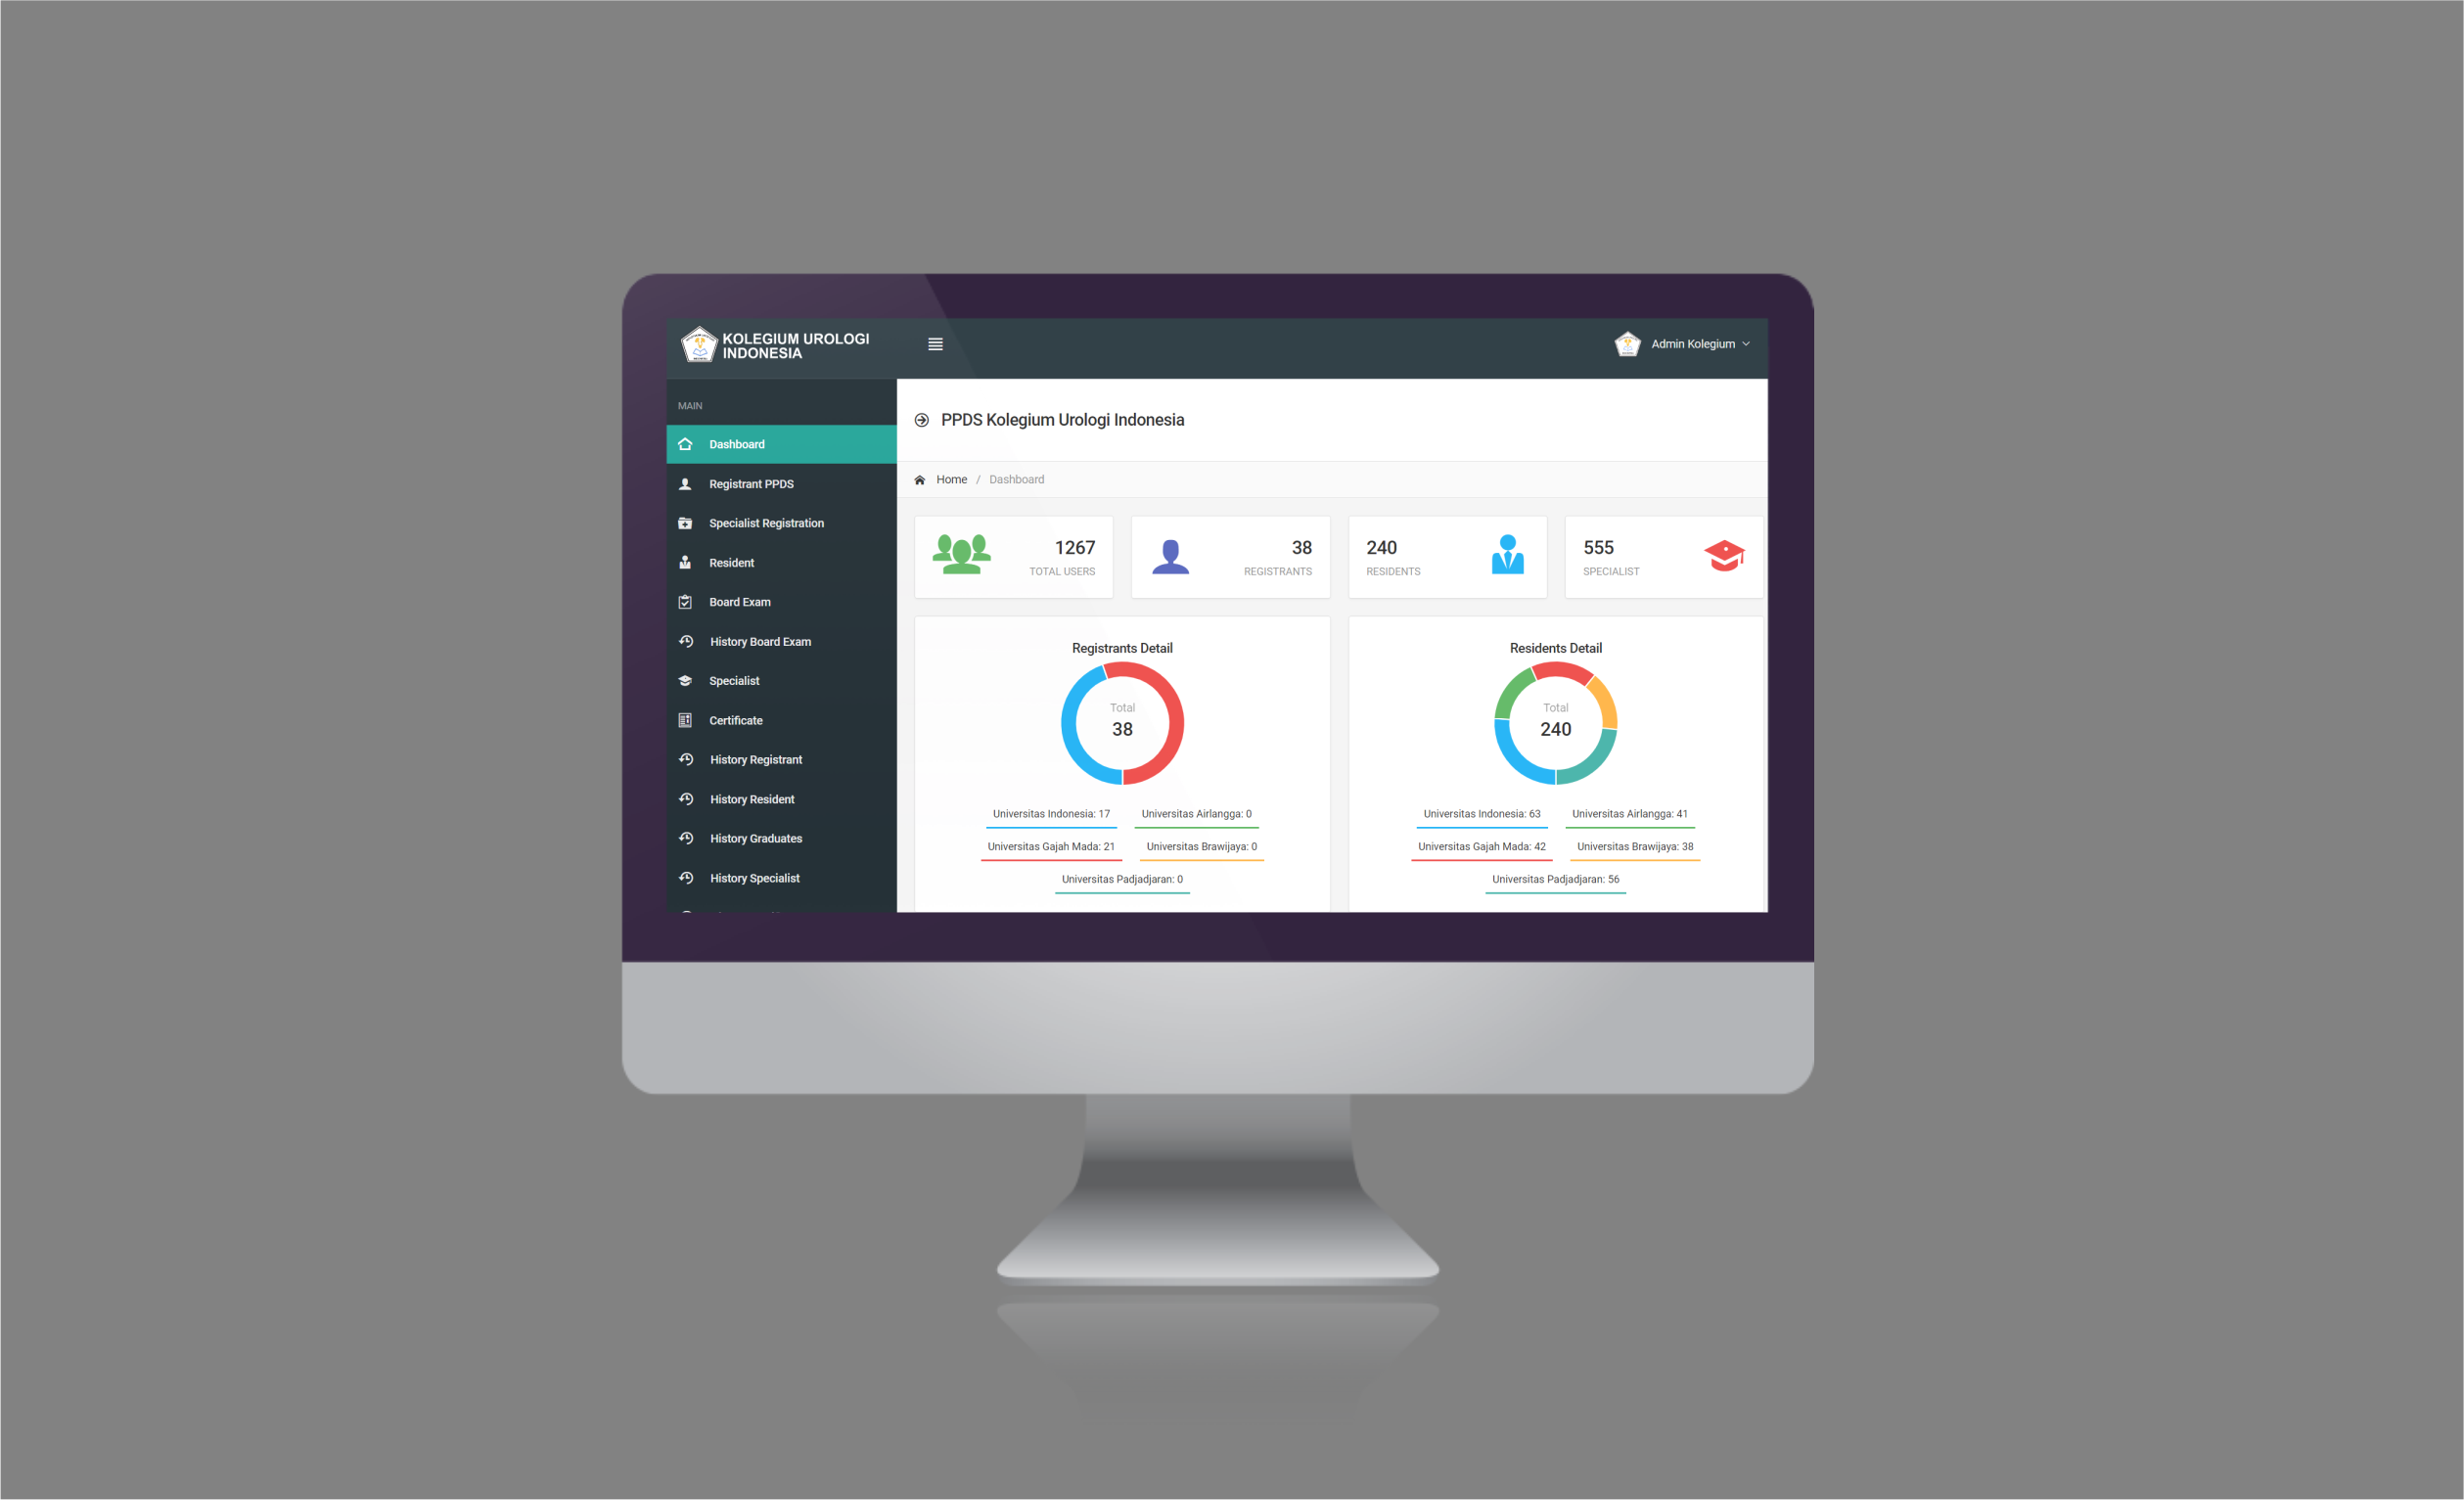 KOLEGIUM UROLOGI
INDONESIA
Admin Kolegium
MAIN
Dashboard
Registrant PPDS
Specialist Registration
Resident
Board Exam
History Board Exam
Specialist
Certificate
History Registrant
History Resident
History Graduates
History Specialist
PPDS Kolegium Urologi Indonesia
Home / Dashboard
1267
TOTAL USERS
38
REGISTRANTS
240
RESIDENTS
555
SPECIALIST
Registrants Detail
Total
38
Universitas Indonesia: 17
Universitas Airlangga: 0
Universitas Gajah Mada: 21
Universitas Brawijaya: 0
Universitas Padjadjaran: 0
Residents Detail
Total
240
Universitas Indonesia: 63
Universitas Airlangga: 41
Universitas Gajah Mada: 42
Universitas Brawijaya: 38
Universitas Padjadjaran: 56